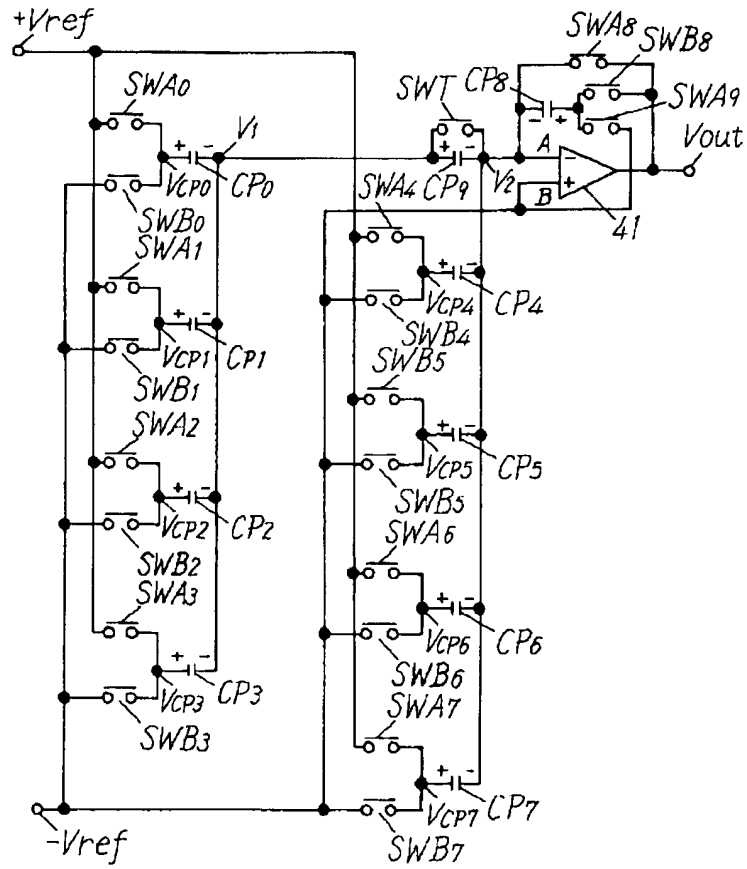 +Vref
SWA8
SWB8
CP8
SWA9
SWT
- +
SWA0
V1
+ -
A
-
Vout
+ -
V2
VCP0
CP0
SWA4
CP9
B
+
41
SWB0
SWA1
+ -
VCP4
CP4
+ -
SWB4
VCP1
CP1
SWB5
SWB1
SWA2
+ -
VCP5
CP5
+ -
SWB5
VCP2
CP2
SWA6
SWB2
SWA3
+ -
VCP6
CP6
+ -
SWB6
VCP3
CP3
SWA7
SWB3
+ -
VCP7
CP7
-Vref
SWB7